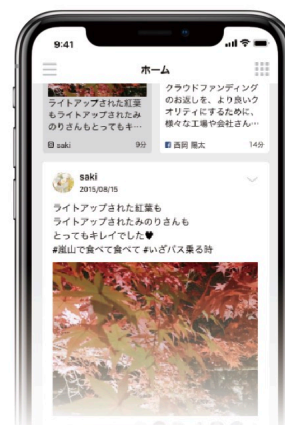 9:41
ホーム
ライトアップされた紅葉
もライトアップされたみ
のりさんもとってもキ…
saki
9分
クラウドファンディング
のお返しを、より良いク
オリティにするために、
様々な工場や会社さん…
西岡 陽太
14分
saki
2015/08/15
ライトアップされた紅葉も
ライトアップされたみのりさんも
とってもキレイでした♥
#嵐山で食べて食べて #いざバス乗る時